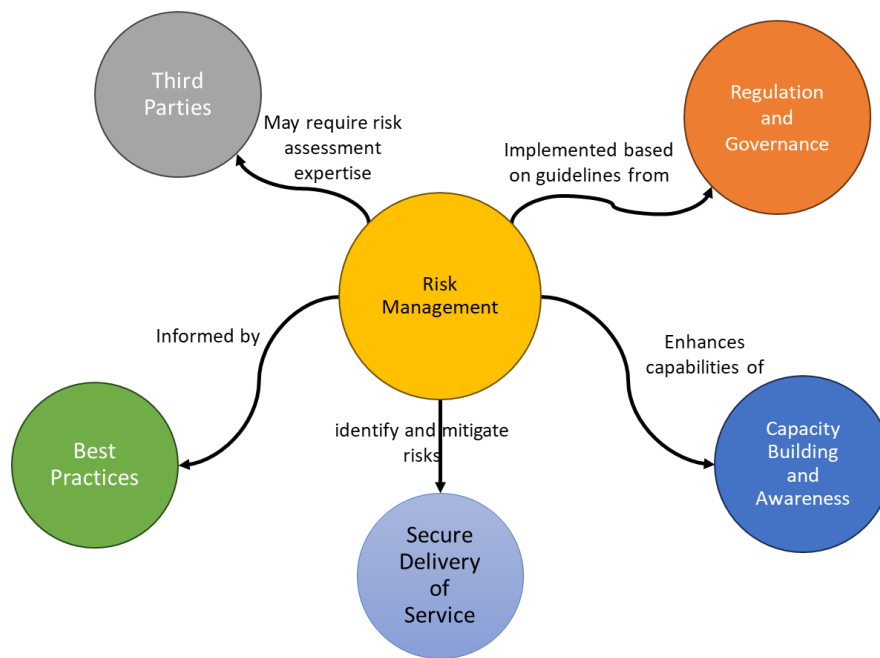 Third
Parties
May require risk
assessment
expertise
Regulation
and
Governance
Implemented based
on guidelines from
Risk
Management
Informed by
Enhances
capabilities of
Best
Practices
identify and mitigate
risks
Capacity
Building
and
Awareness
Secure
Delivery
of
Service